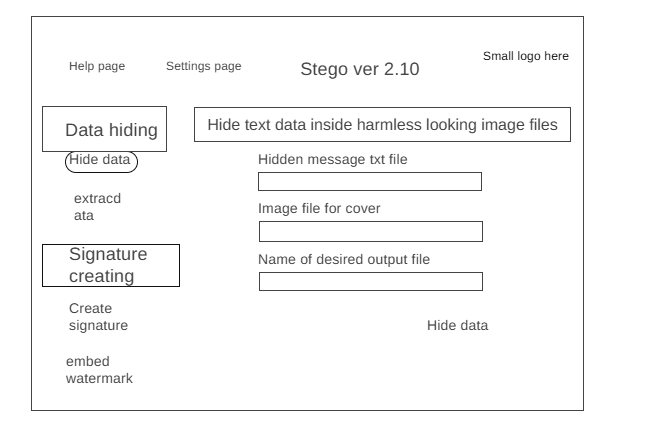 Help page
Settings page
Stego ver 2.10
Small logo here
Data hiding
Hide text data inside harmless looking image files
Hide data
Hidden message txt file
extracd
ata
Image file for cover
Signature
creating
Name of desired output file
Create
signature
Hide data
embed
watermark